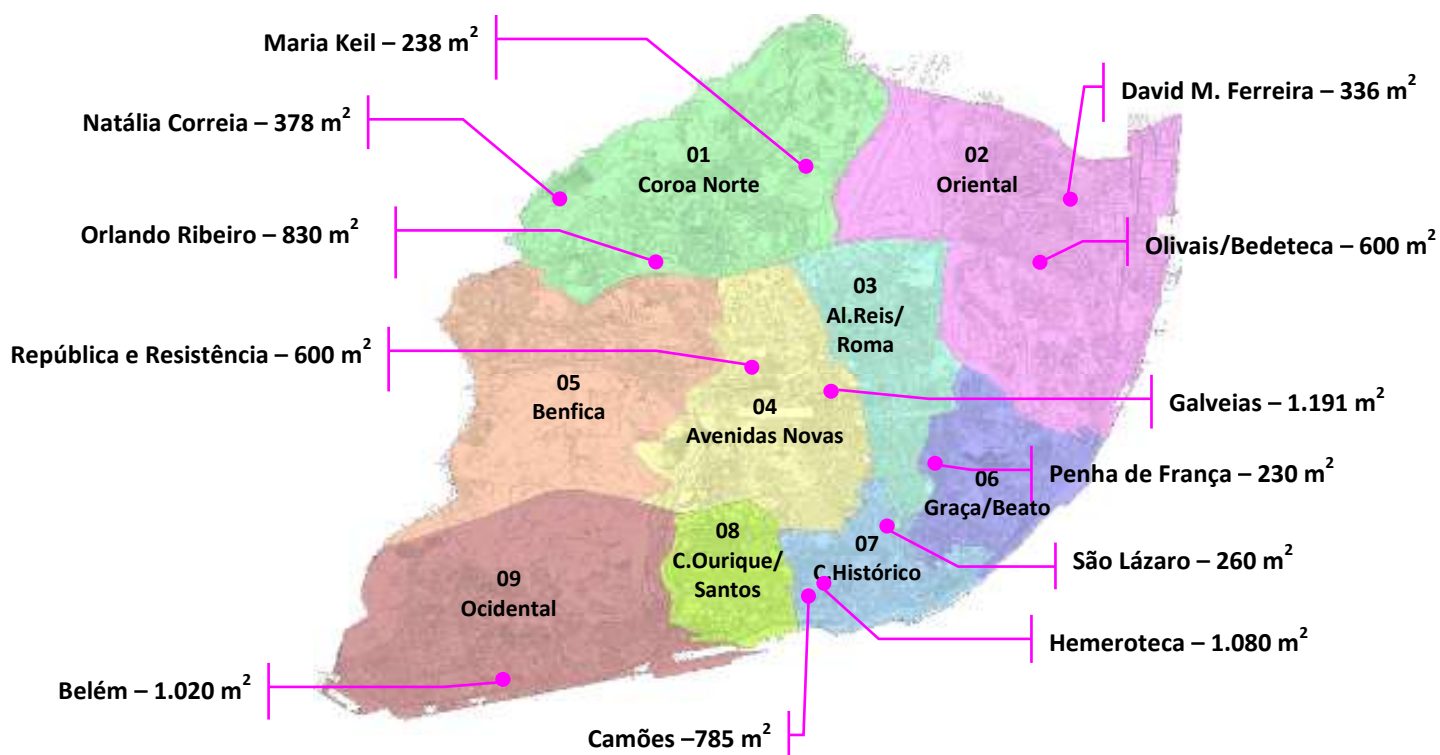 Maria Keil – 238 m²
David M. Ferreira – 336 m²
Natália Correia – 378 m²
01
Coroa Norte
02
Oriental
Orlando Ribeiro – 830 m²
Olivais/Bedeteca – 600 m²
03
Al.Reis/
Roma
República e Resistência – 600 m²
05
Benfica
04
Avenidas Novas
Galveias – 1.191 m²
Penha de França – 230 m²
06
Graça/Beato
08
C.Ourique/
Santos
07
C.Histórico
São Lázaro – 260 m²
09
Ocidental
Hemeroteca – 1.080 m²
Belém – 1.020 m²
Camões –785 m²